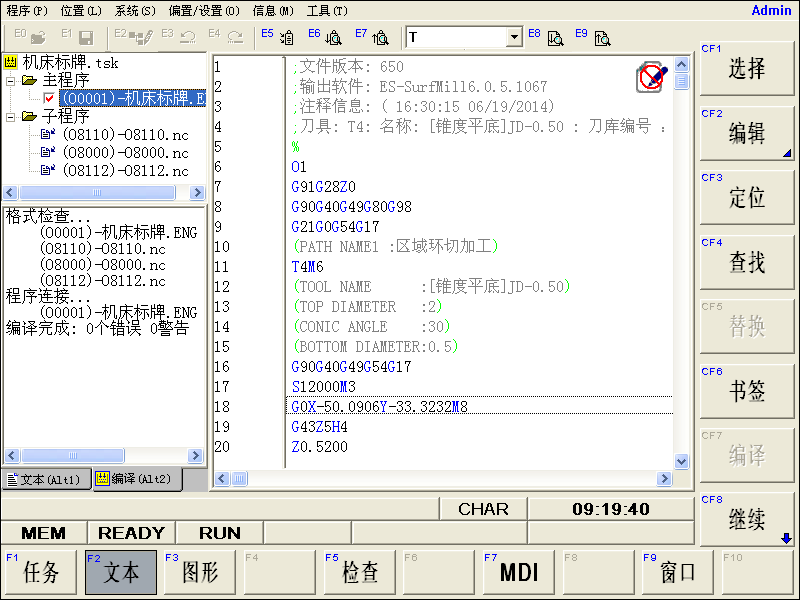 程序(P) 位置(L) 系统(S) 偏置/设置(O) 信息(M) 工具(T) Admin
E0 E1 E2 E3 E4 E5 E6 E7 T E8 E9
机床标牌.tsk
主程序
(00001)-机床标牌.E
子程序
(08110)-08110.nc
(08000)-08000.nc
(08112)-08112.nc
格式检查...
(00001)-机床标牌.ENG
(08110)-08110.nc
(08000)-08000.nc
(08112)-08112.nc
程序连接...
(00001)-机床标牌.ENG
编译完成: 0个错误 0警告
文本(Alt1) 编译(Alt2)
1 ;文件版本: 650
2 ;输出软件: ES-SurfMill6.0.5.1067
3 ;注释信息: ( 16:30:15 06/19/2014)
4 ;刀具: T4: 名称: [锥度平底]JD-0.50 : 刀库编号 :
5 %
6 O1
7 G91G28Z0
8 G90G40G49G80G98
9 G21G0G54G17
10 (PATH NAME1 :区域环切加工)
11 T4M6
12 (TOOL NAME :[锥度平底]JD-0.50)
13 (TOP DIAMETER :2)
14 (CONIC ANGLE :30)
15 (BOTTOM DIAMETER:0.5)
16 G90G40G49G54G17
17 S12000M3
18 G0X-50.0906Y-33.3232M8
19 G43Z5H4
20 Z0.5200
CF1 选择
CF2 编辑
CF3 定位
CF4 查找
CF5 替换
CF6 书签
CF7 编译
CF8 继续
CHAR 09:19:40
MEM READY RUN
F1 任务 F2 文本 F3 图形 F4 F5 检查 F6 F7 MDI F8 F9 窗口 F10